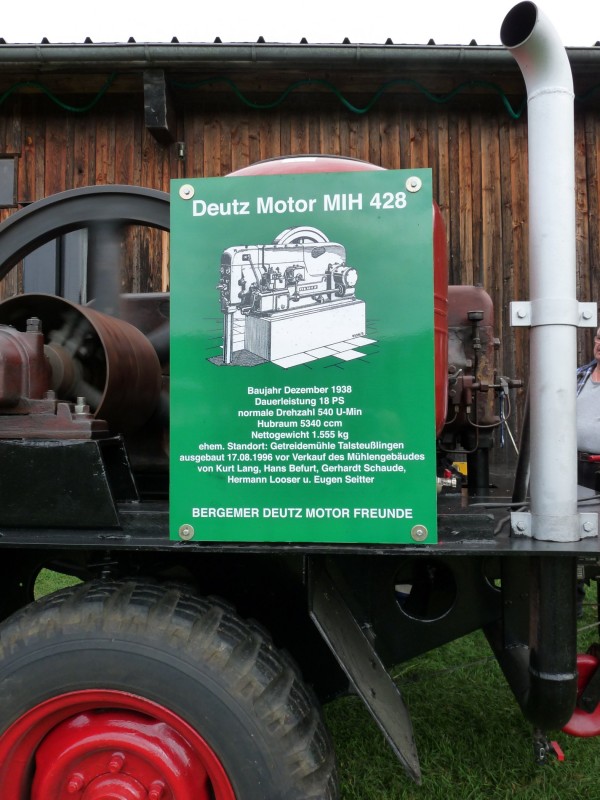 Deutz Motor MIH 428
Baujahr Dezember 1938
Dauerleistung 18 PS
normale Drehzahl 540 U-Min
Hubraum 5340 ccm
Nettogewicht 1.555 kg
ehem. Standort: Getreidemühle Talsteußlingen
ausgebaut 17.08.1996 vor Verkauf des Mühlengebäudes
von Kurt Lang, Hans Befurt, Gerhardt Schaude,
Hermann Looser u. Eugen Seitter
BERGEMER DEUTZ MOTOR FREUNDE